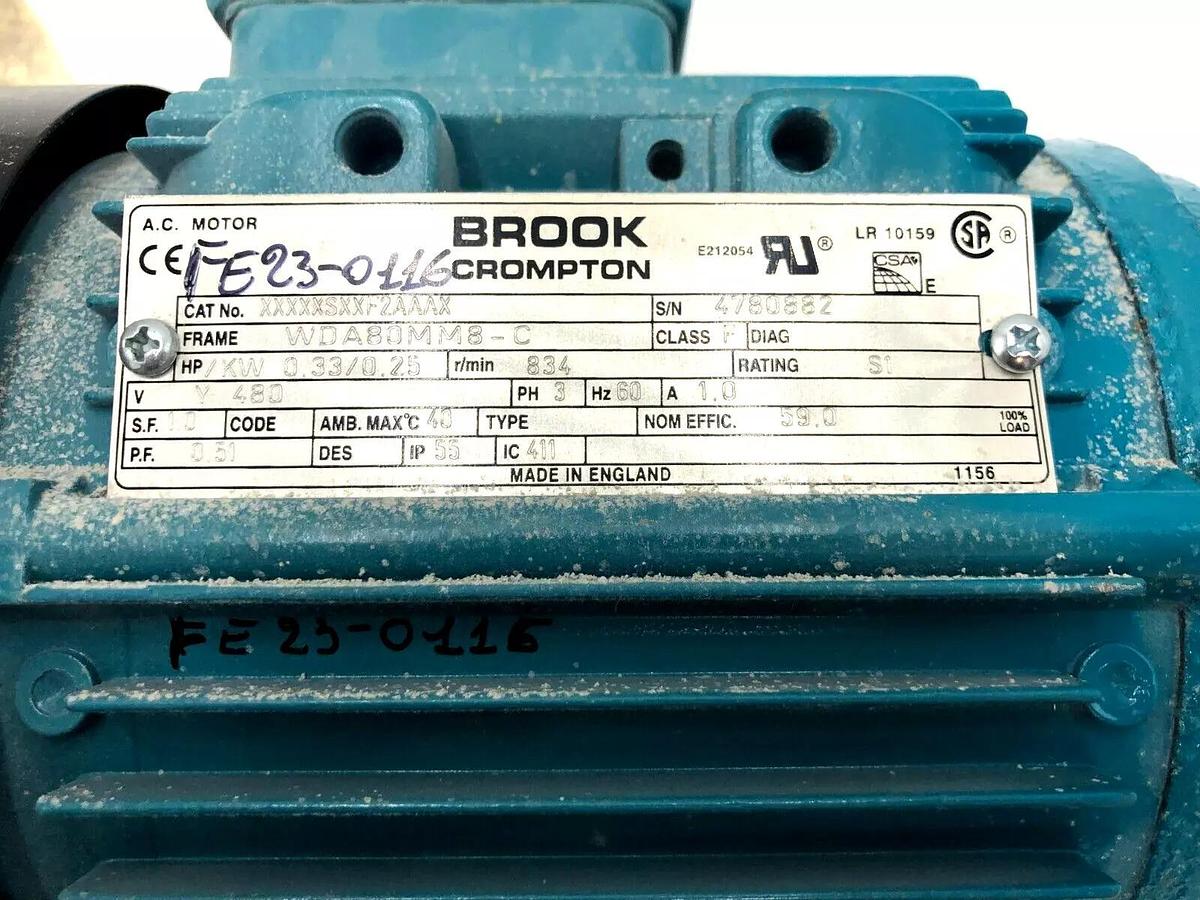 A.C. MOTOR BROOK CROMPTON E212054 ® LR 10159 ®
CE FE23-0116 CSA E
CAT No. XXXXXSXXF2AAAX S/N 4780882
FRAME WDA80MM8-C CLASS F DIAG
HP/KW 0.33/0.25 r/min 834 RATING S1
V Y 480 PH 3 Hz 60 A 1.0
S.F. 1.0 CODE AMB. MAX°C 40 TYPE NOM EFFIC. 59.0 100% LOAD
P.F. 0.51 DES IP 55 IC 411
MADE IN ENGLAND 1156
FE23-0116